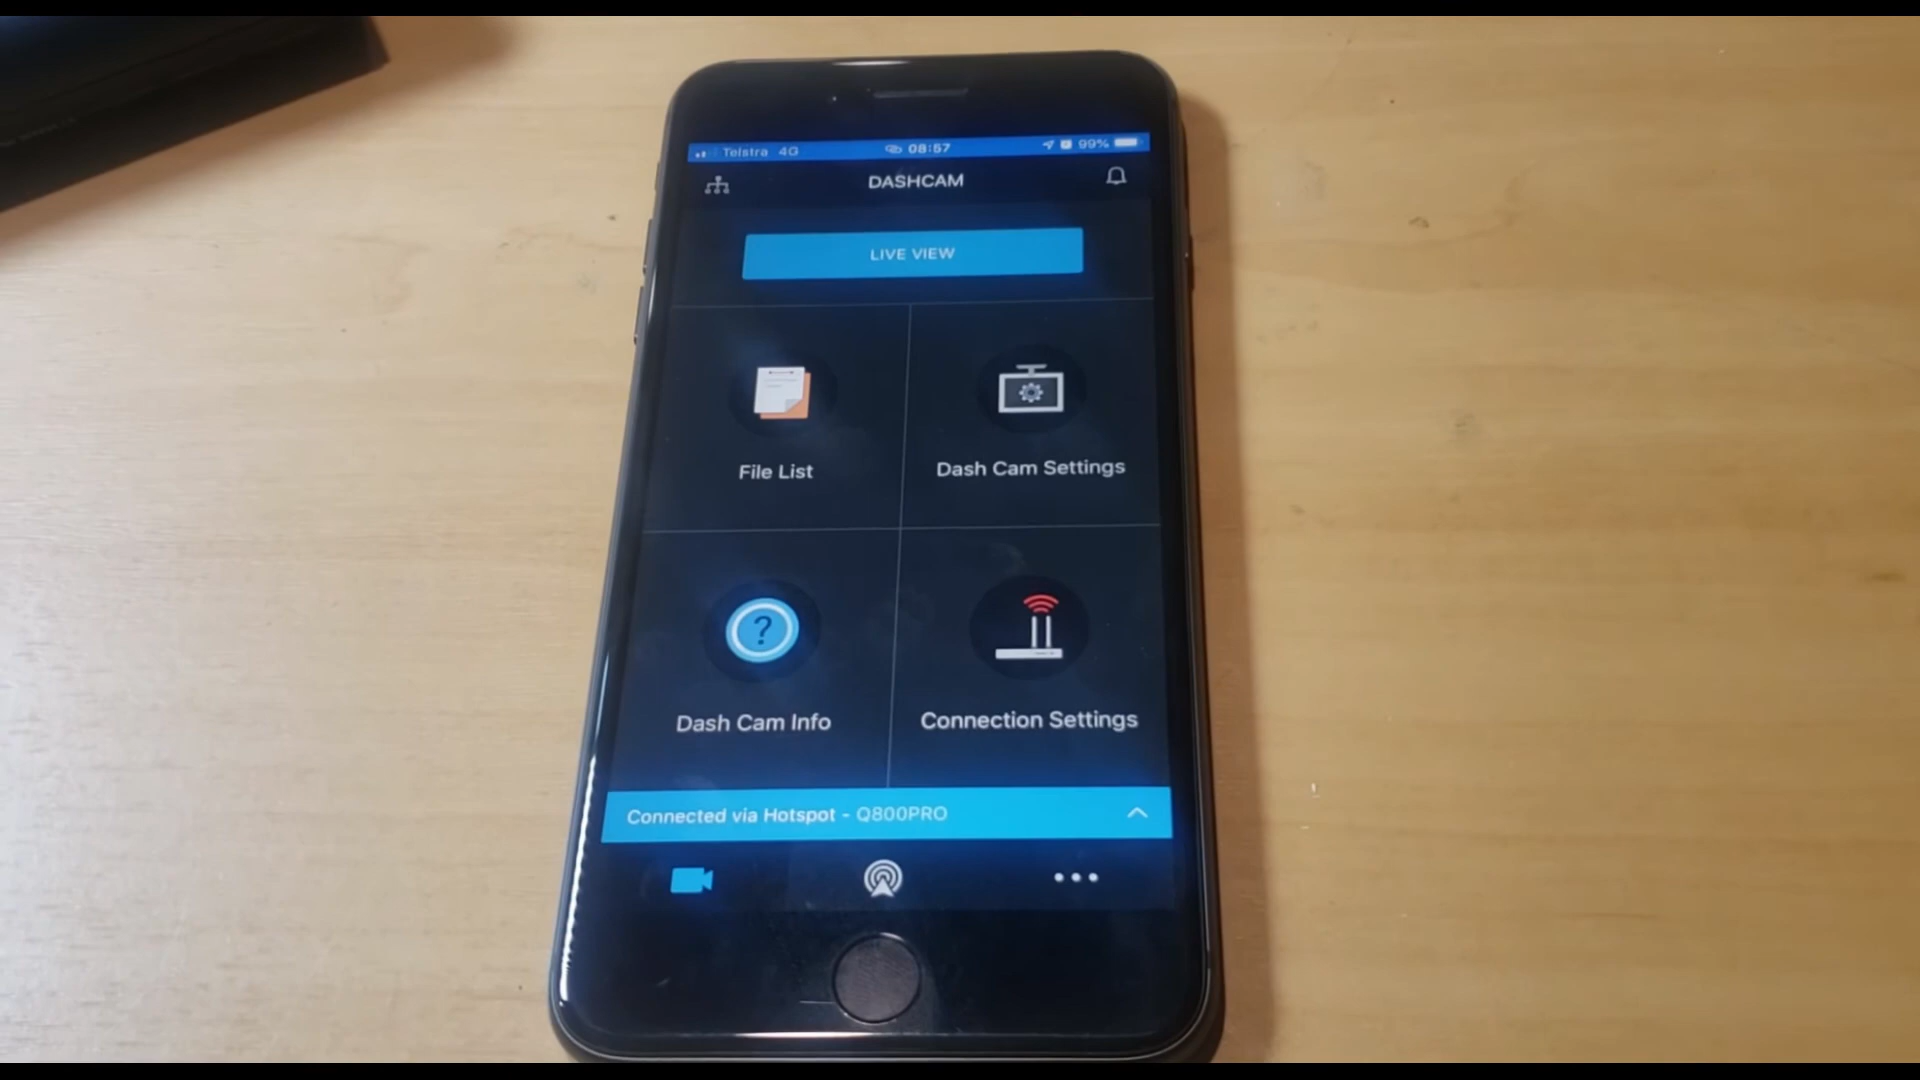 Telstra 4G 08:57 99%
DASHCAM
LIVE VIEW
File List
Dash Cam Settings
?
Dash Cam Info
Connection Settings
Connected via Hotspot - Q800PRO